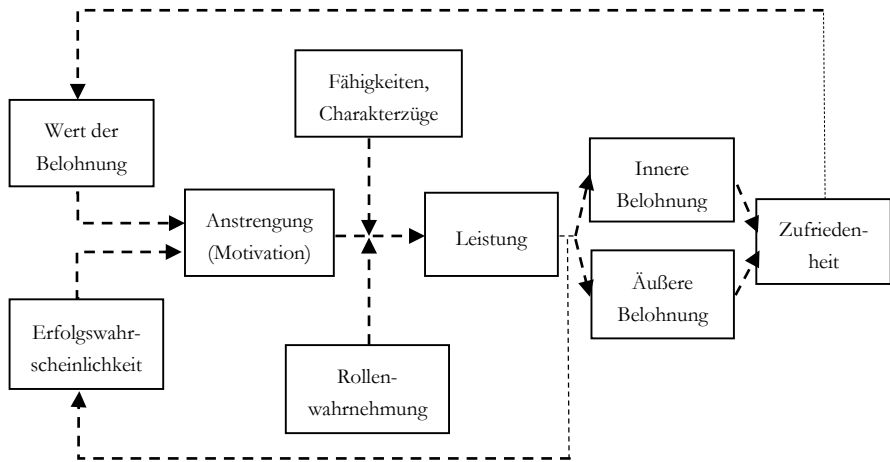 Fähigkeiten,
Charakterzüge
Wert der
Belohnung
Anstrengung
(Motivation)
Leistung
Innere
Belohnung
Äußere
Belohnung
Zufrieden-
heit
Erfolgswahr-
scheinlichkeit
Rollen-
wahrnehmung